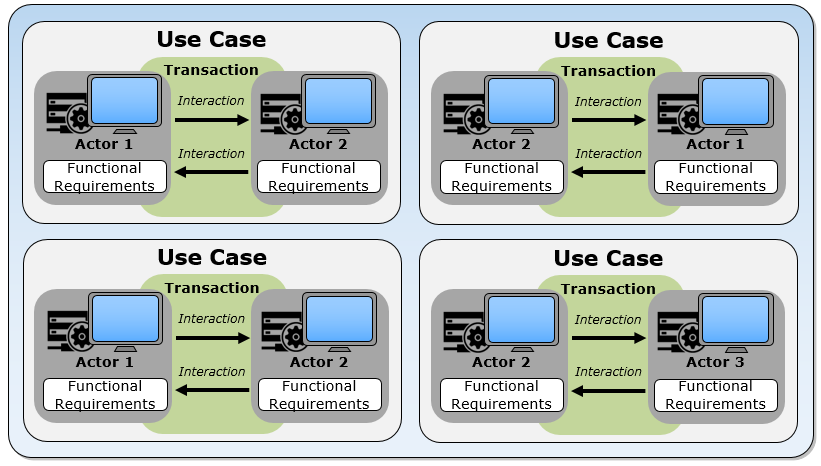 Use Case
Transaction
Interaction
Interaction
Actor 1
Functional
Requirements
Actor 2
Functional
Requirements
Use Case
Transaction
Interaction
Interaction
Actor 2
Functional
Requirements
Actor 1
Functional
Requirements
Use Case
Transaction
Interaction
Interaction
Actor 1
Functional
Requirements
Actor 2
Functional
Requirements
Use Case
Transaction
Interaction
Interaction
Actor 2
Functional
Requirements
Actor 3
Functional
Requirements